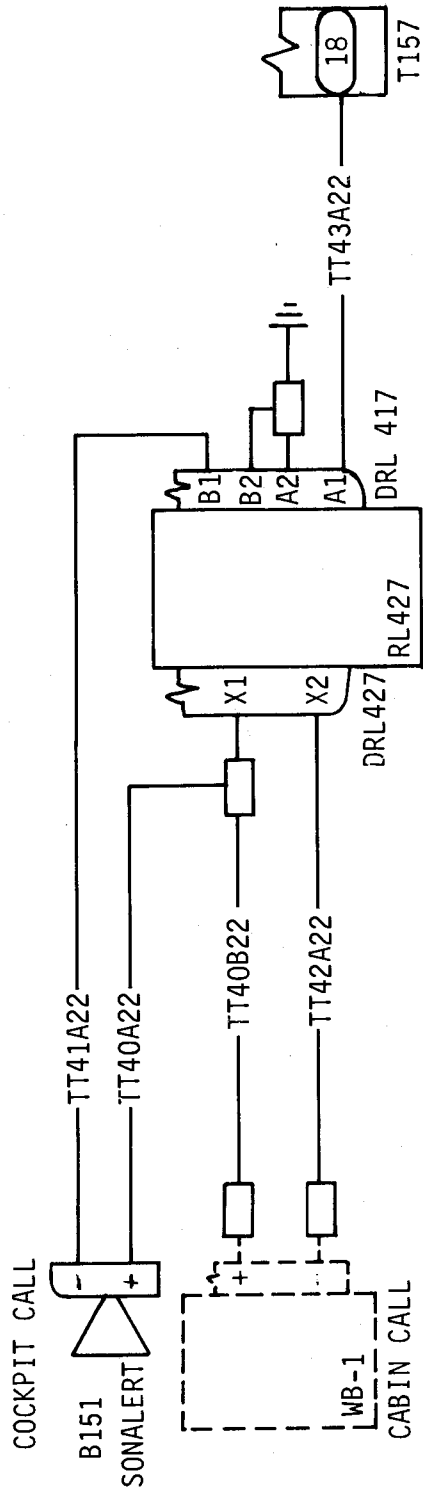 COCKPIT CALL
B151
SONALERT
-
+
TT41A22
TT40A22
WB-1
CABIN CALL
+
-
TT40B22
TT42A22
X1
X2
DRL427
RL427
B1
B2
A2
A1
DRL 417
TT43A22
18
T157